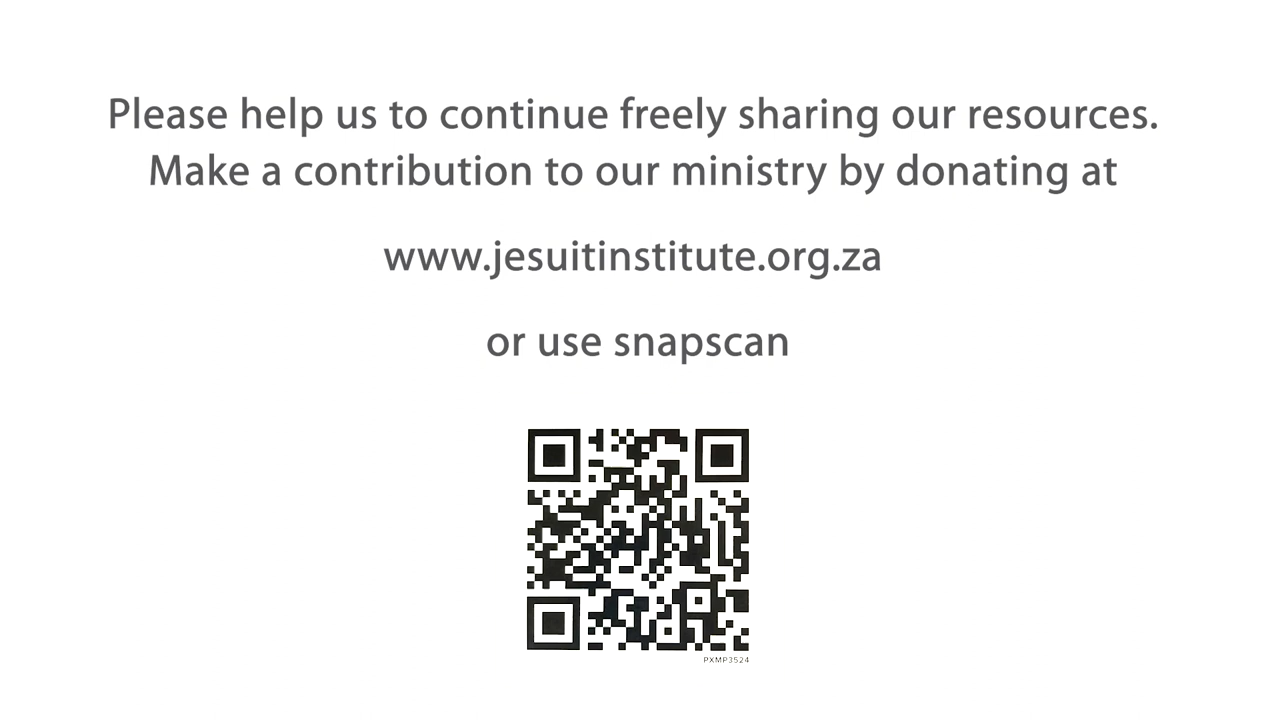 Please help us to continue freely sharing our resources.
Make a contribution to our ministry by donating at
www.jesuitinstitute.org.za
or use snapscan
PXMP3524